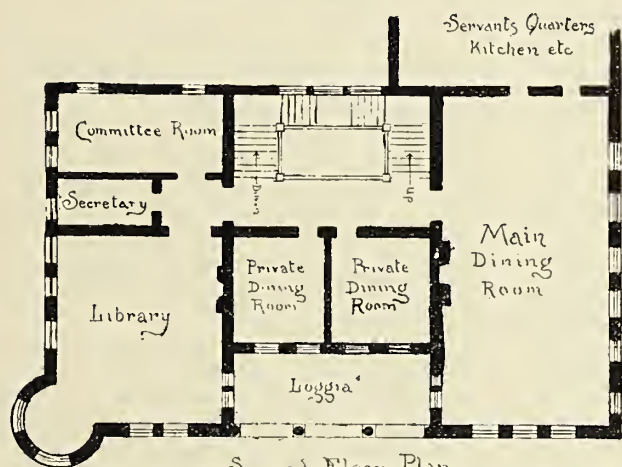 Servants Quarters
Kitchen etc
Committee Room
Secretary
Down
Up
Private
Dining
Room
Private
Dining
Room
Main
Dining
Room
Library
Loggia
Second Floor Plan